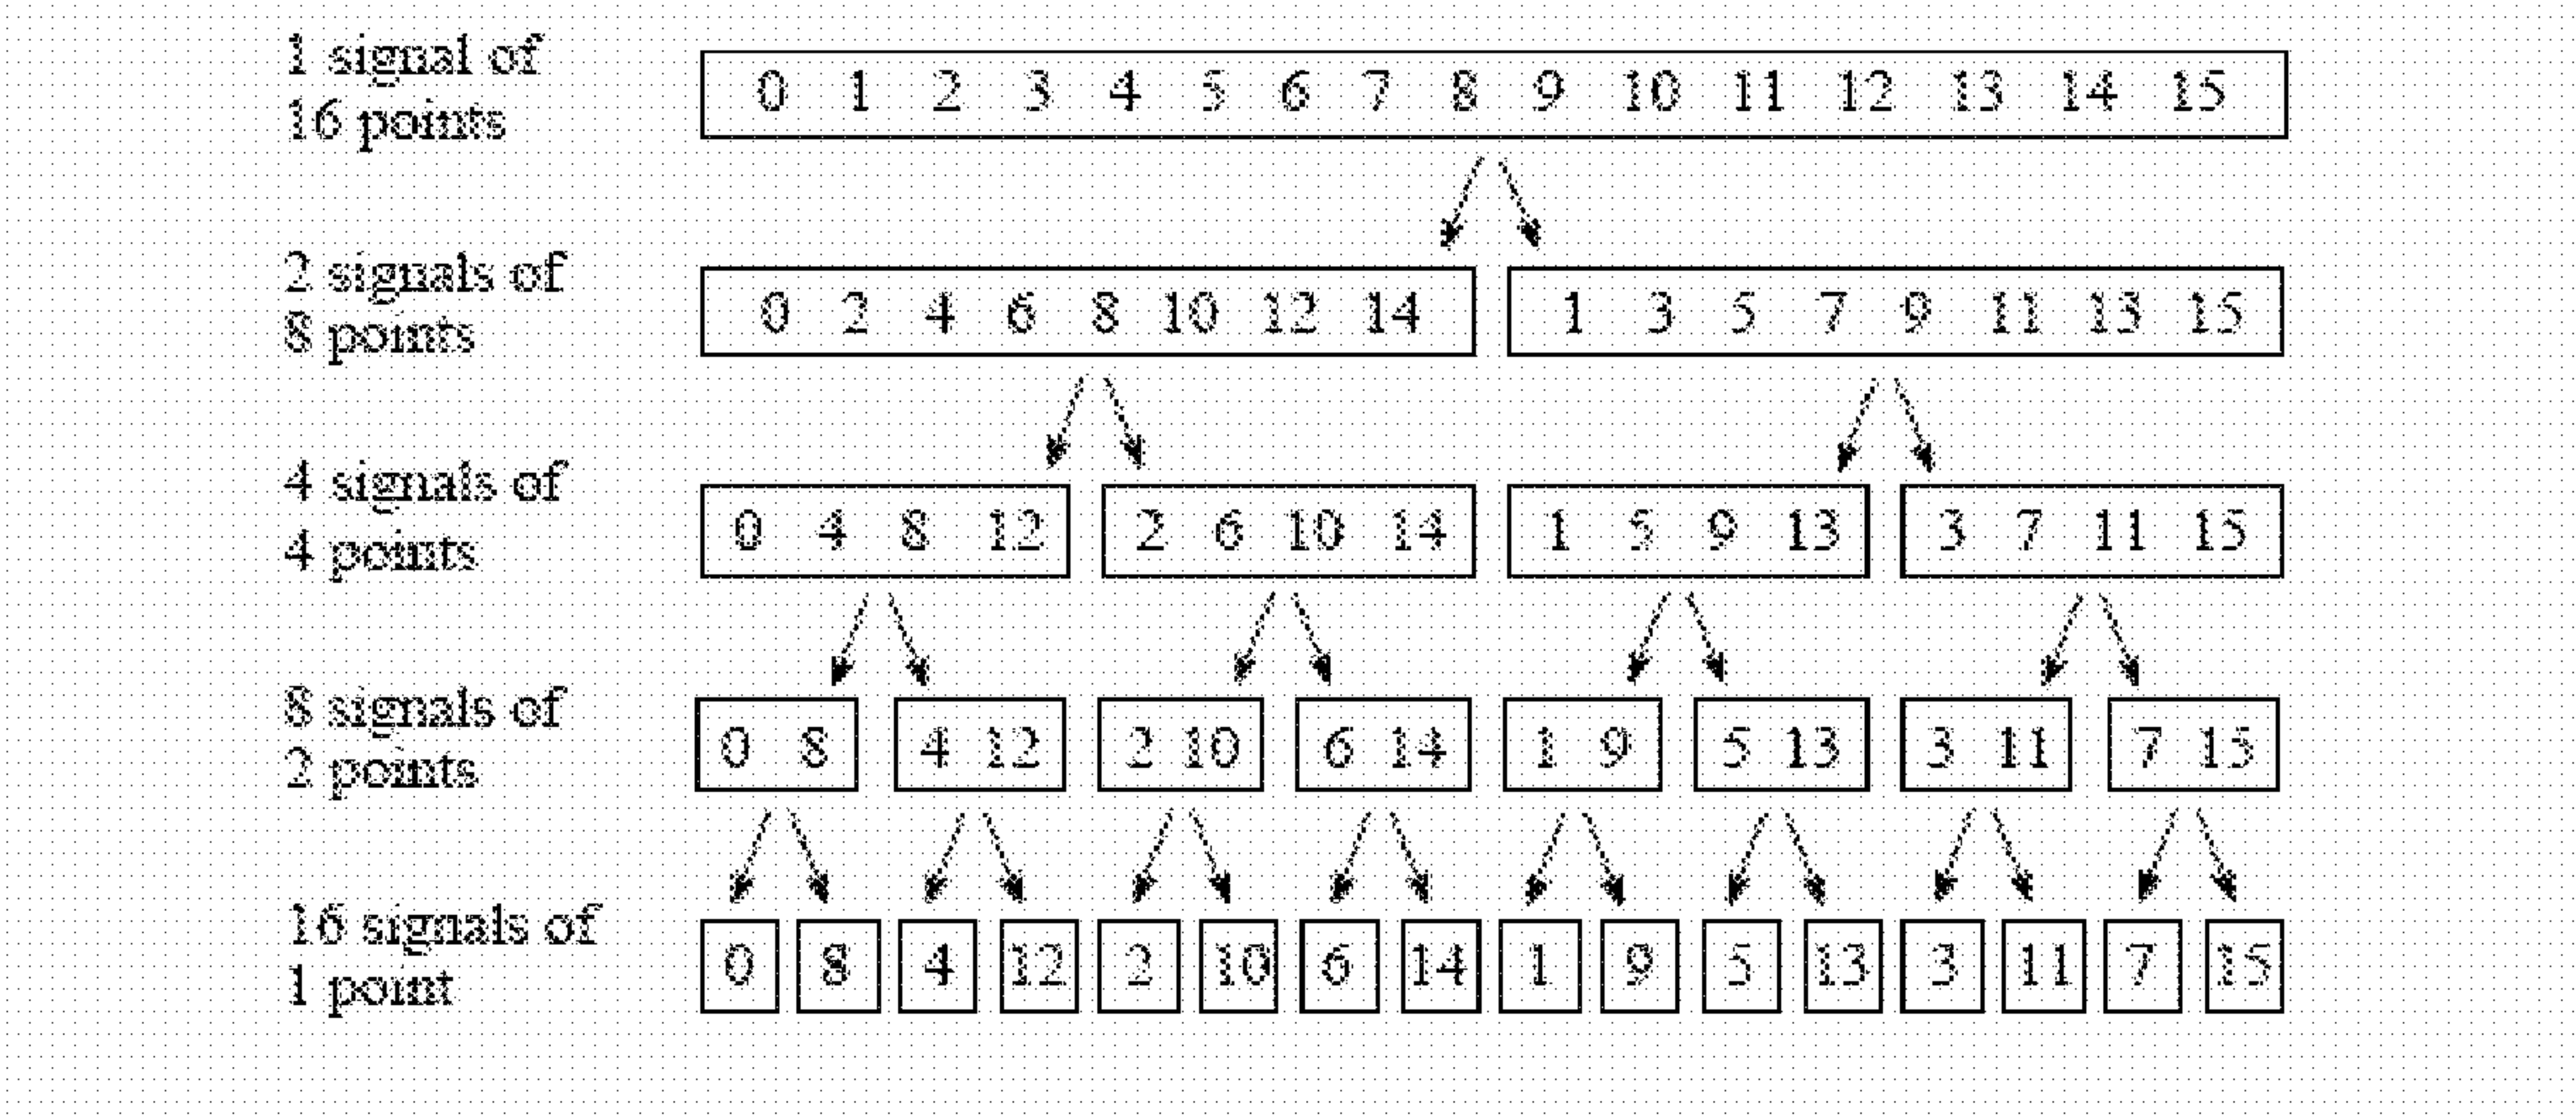 1 signal of
16 points
0 1 2 3 4 5 6 7 8 9 10 11 12 13 14 15
2 signals of
8 points
0 2 4 6 8 10 12 14
1 3 5 7 9 11 13 15
4 signals of
4 points
0 4 8 12
2 6 10 14
1 5 9 13
3 7 11 15
8 signals of
2 points
0 8
4 12
2 10
6 14
1 9
5 13
3 11
7 15
16 signals of
1 point
0
8
4
12
2
10
6
14
1
9
5
13
3
11
7
15